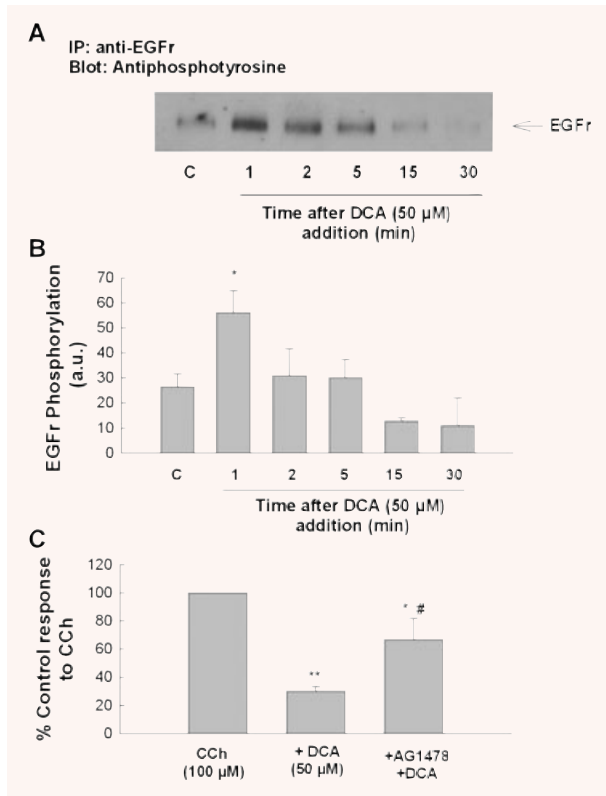 A
IP: anti-EGFr
Blot: Antiphosphotyrosine
EGFr
C 1 2 5 15 30
Time after DCA (50 µM)
addition (min)
B
EGFr Phosphorylation
(a.u.)
70
60
50
40
30
20
10
0
*
C 1 2 5 15 30
Time after DCA (50 µM)
addition (min)
C
% Control response
to CCh
120
100
80
60
40
20
0
**
* #
CCh
(100 µM)
+ DCA
(50 µM)
+AG1478
+DCA